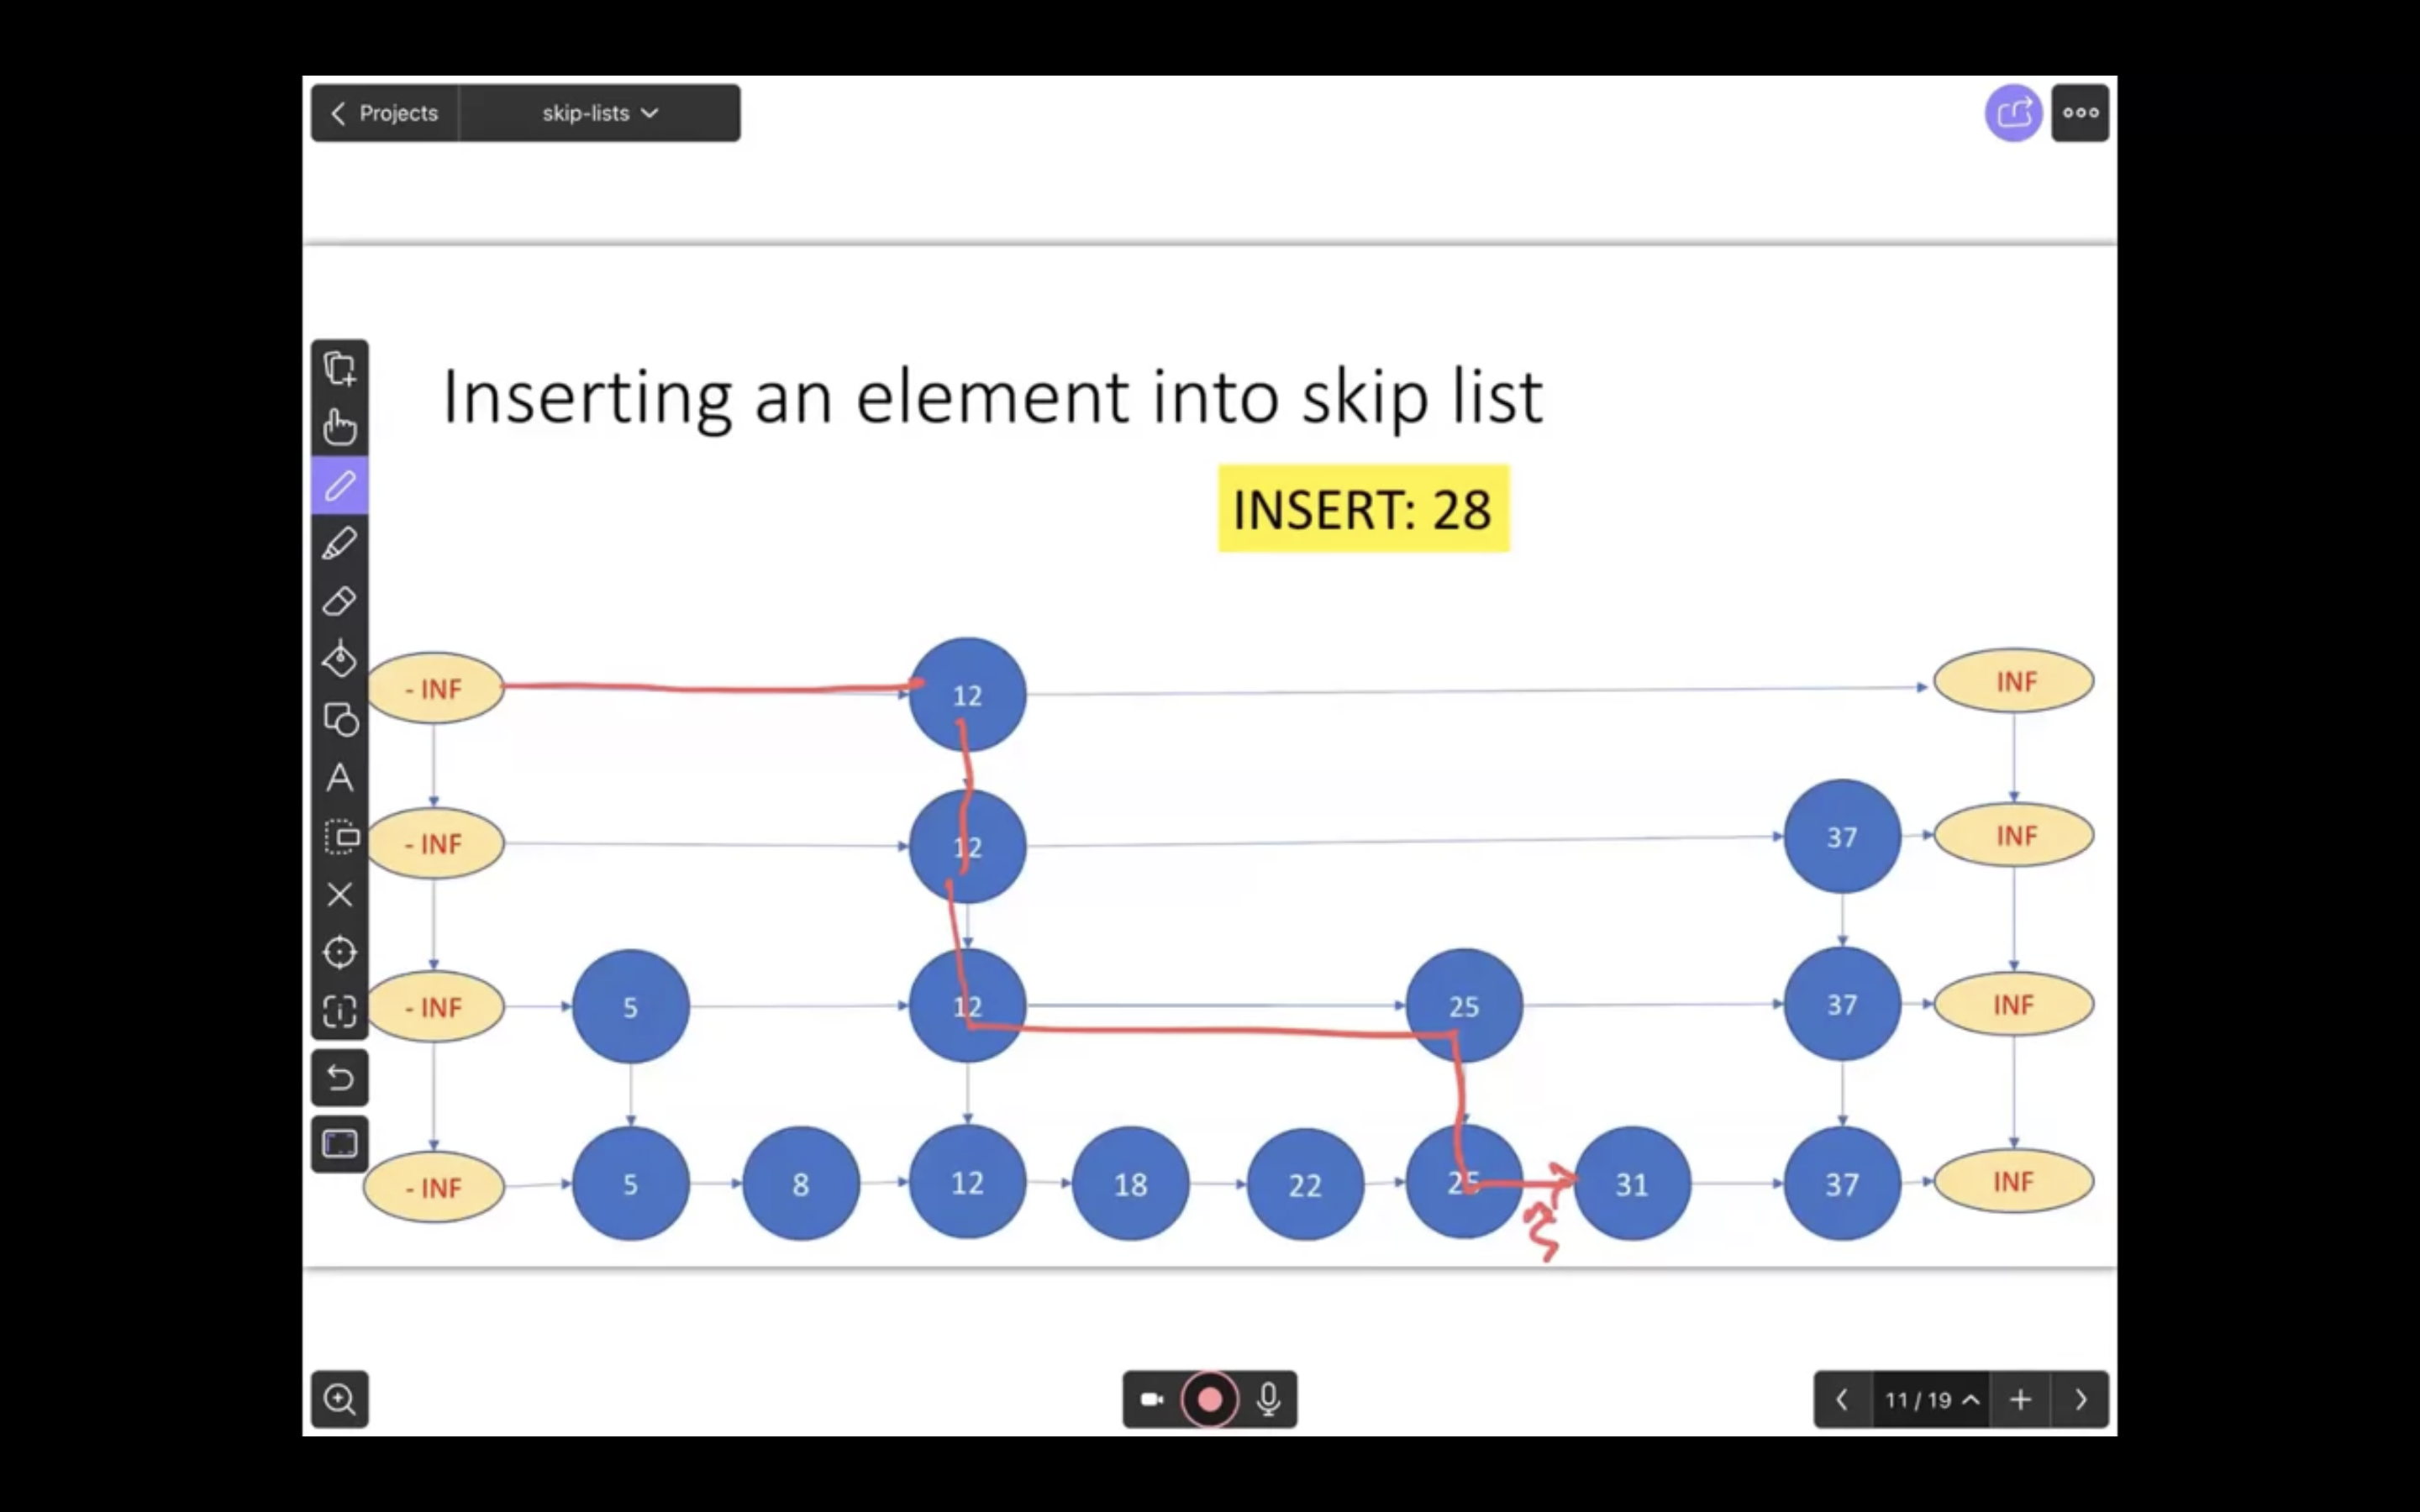 Projects skip-lists
Inserting an element into skip list
INSERT: 28
- INF 12 INF
- INF 12 37 INF
- INF 5 12 25 37 INF
- INF 5 8 12 18 22 25 31 37 INF
11 / 19